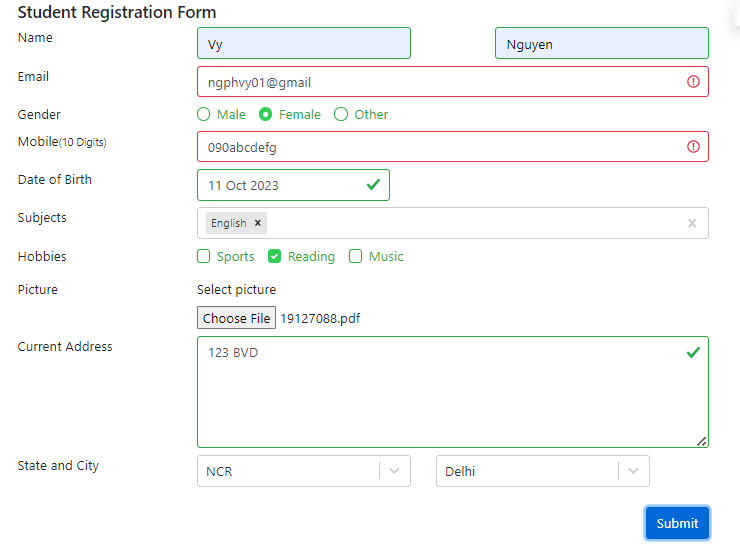 Student Registration Form
Name Vy Nguyen
Email ngphvy01@gmail
Gender Male Female Other
Mobile(10 Digits) 090abcdefg
Date of Birth 11 Oct 2023
Subjects English ×
Hobbies Sports Reading Music
Picture Select picture
Choose File 19127088.pdf
Current Address 123 BVD
State and City NCR Delhi
Submit